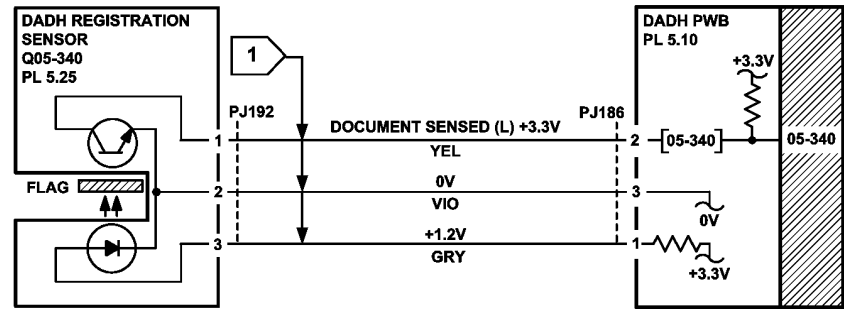 DADH REGISTRATION
SENSOR
Q05-340
PL 5.25
1
PJ192
PJ186
DADH PWB
PL 5.10
+3.3V
1
DOCUMENT SENSED (L) +3.3V
YEL
2
[05-340]
05-340
FLAG
2
0V
VIO
3
0V
3
+1.2V
GRY
1
+3.3V